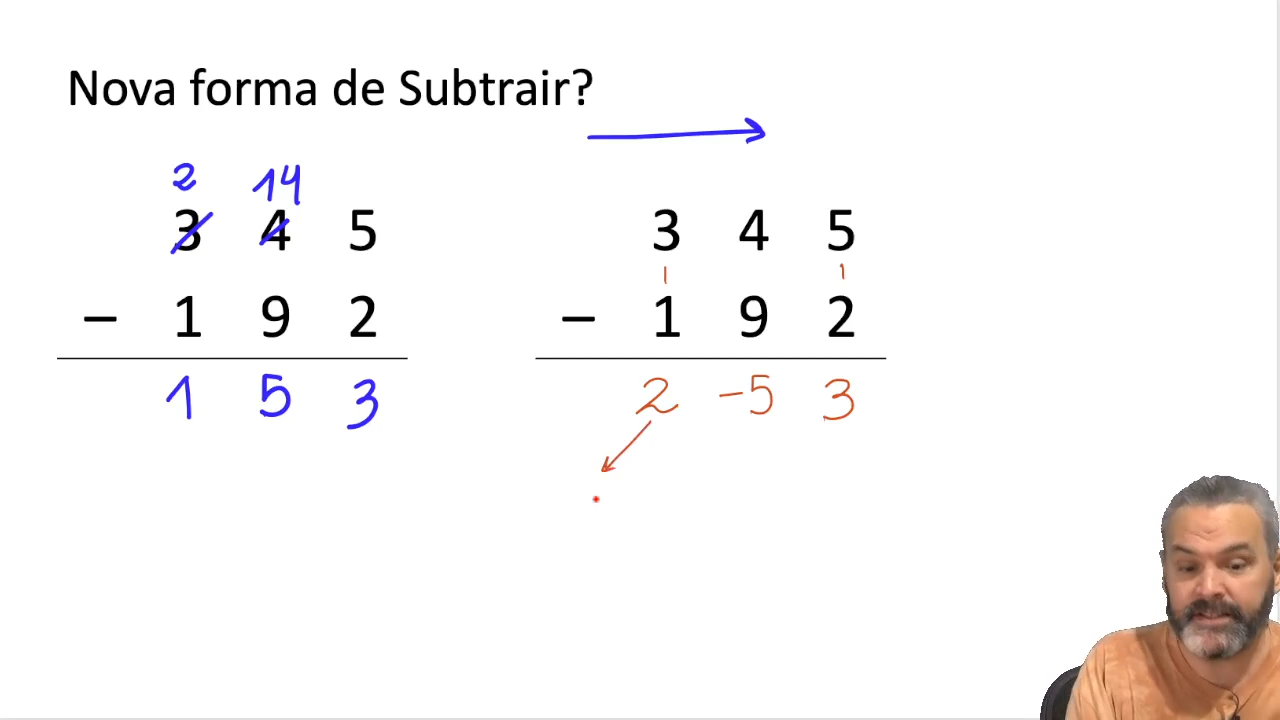 Nova forma de Subtrair?
2 14
3 4 5
− 1 9 2
1 5 3
3 4 5
− 1 9 2
2 -5 3